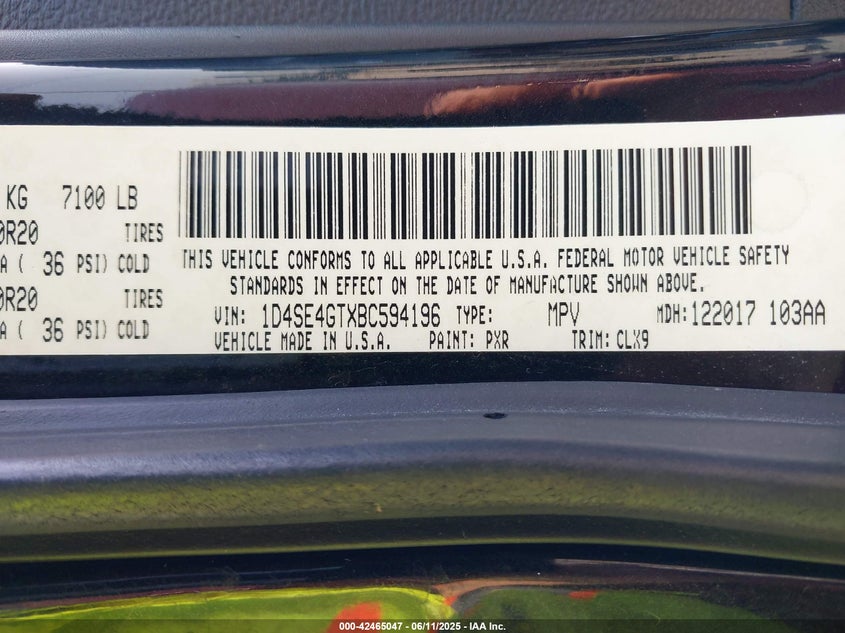 KG 7100 LB
0R20 TIRES
A ( 36 PSI) COLD
0R20 TIRES
A ( 36 PSI) COLD
THIS VEHICLE CONFORMS TO ALL APPLICABLE U.S.A. FEDERAL MOTOR VEHICLE SAFETY
STANDARDS IN EFFECT ON THE DATE OF MANUFACTURE SHOWN ABOVE.
VIN: 1D4SE4GTXBC594196 TYPE: MPV MDH:122017 103AA
VEHICLE MADE IN U.S.A. PAINT: PXR TRIM: CLX9
000-42465047 - 06/11/2025 - IAA Inc.